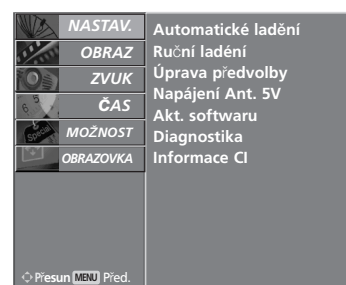 NASTAV.
OBRAZ
ZVUK
ČAS
MOŽNOST
OBRAZOVKA
Automatické ladění
Ruční ladéní
Úprava předvolby
Napájení Ant. 5V
Akt. softwaru
Diagnostika
Informace CI
Přesun MENU Před.